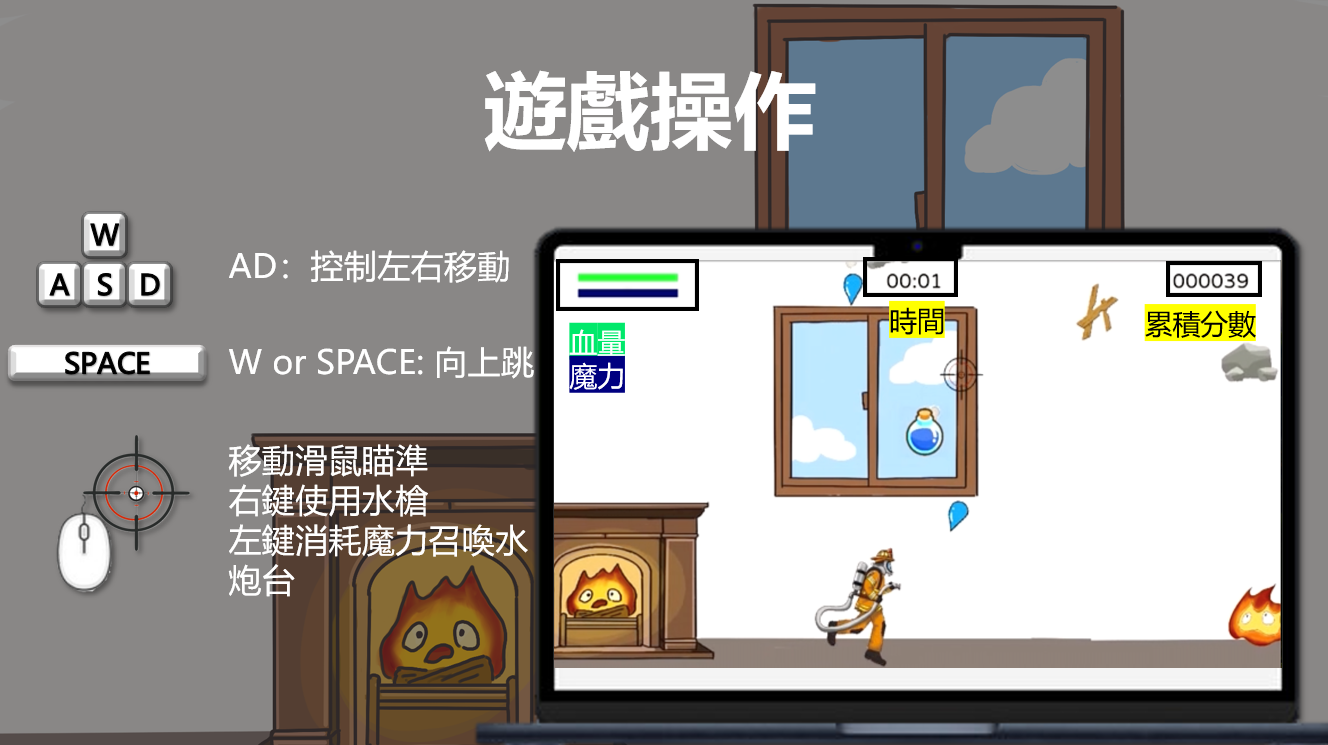 遊戲操作
W
A S D
AD：控制左右移動
SPACE
W or SPACE: 向上跳
移動滑鼠瞄準
右鍵使用水槍
左鍵消耗魔力召喚水
炮台
00:01
000039
時間
累積分數
血量
魔力